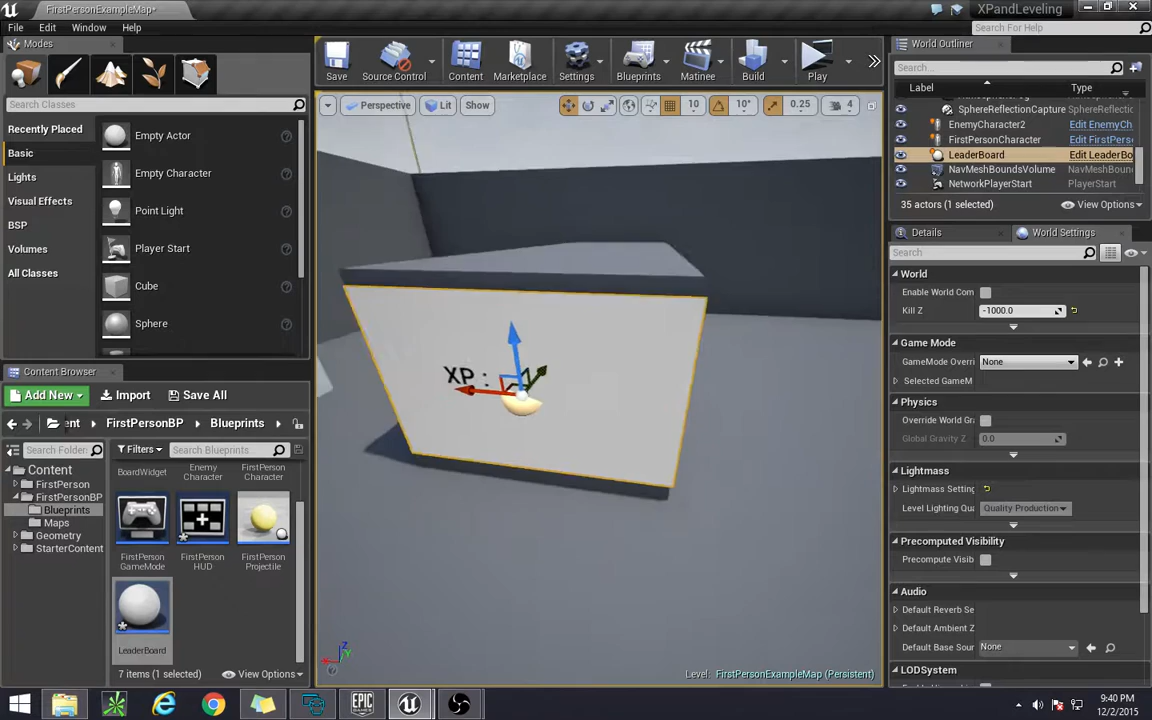 FirstPersonExampleMap*
XPandLeveling
File Edit Window Help
Search For Help
Modes
Search Classes
Recently Placed
Basic
Lights
Visual Effects
BSP
Volumes
All Classes
Empty Actor
Empty Character
Point Light
Player Start
Cube
Sphere
Save
Source Control
Content
Marketplace
Settings
Blueprints
Matinee
Build
Play
Perspective
Lit
Show
10
10°
0.25
4
XP :
Level: FirstPersonExampleMap (Persistent)
World Outliner
Search...
Label
Type
SphereReflectionCapture SphereReflectic
EnemyCharacter2 Edit EnemyCh
FirstPersonCharacter Edit FirstPers
LeaderBoard Edit LeaderBo
NavMeshBoundsVolume NavMeshBoun
NetworkPlayerStart PlayerStart
35 actors (1 selected)
View Options
Details
World Settings
Search
World
Enable World Com
Kill Z
-1000.0
Game Mode
GameMode Overri
None
Selected GameM
Physics
Override World Gr
Global Gravity Z
0.0
Lightmass
Lightmass Setting
Level Lighting Qua
Quality Production
Precomputed Visibility
Precompute Visib
Audio
Default Reverb Se
Default Ambient Z
Default Base Soun
None
LODSystem
Content Browser
Add New
Import
Save All
ent
FirstPersonBP
Blueprints
Search Folder
Filters
Search Blueprints
Content
FirstPerson
FirstPersonBP
Blueprints
Maps
Geometry
StarterContent
BoardWidget
Enemy
Character
FirstPerson
Character
FirstPerson
GameMode
FirstPerson
HUD
FirstPerson
Projectile
LeaderBoard
7 items (1 selected)
View Options
EPIC
GAMES
9:40 PM
12/2/2015